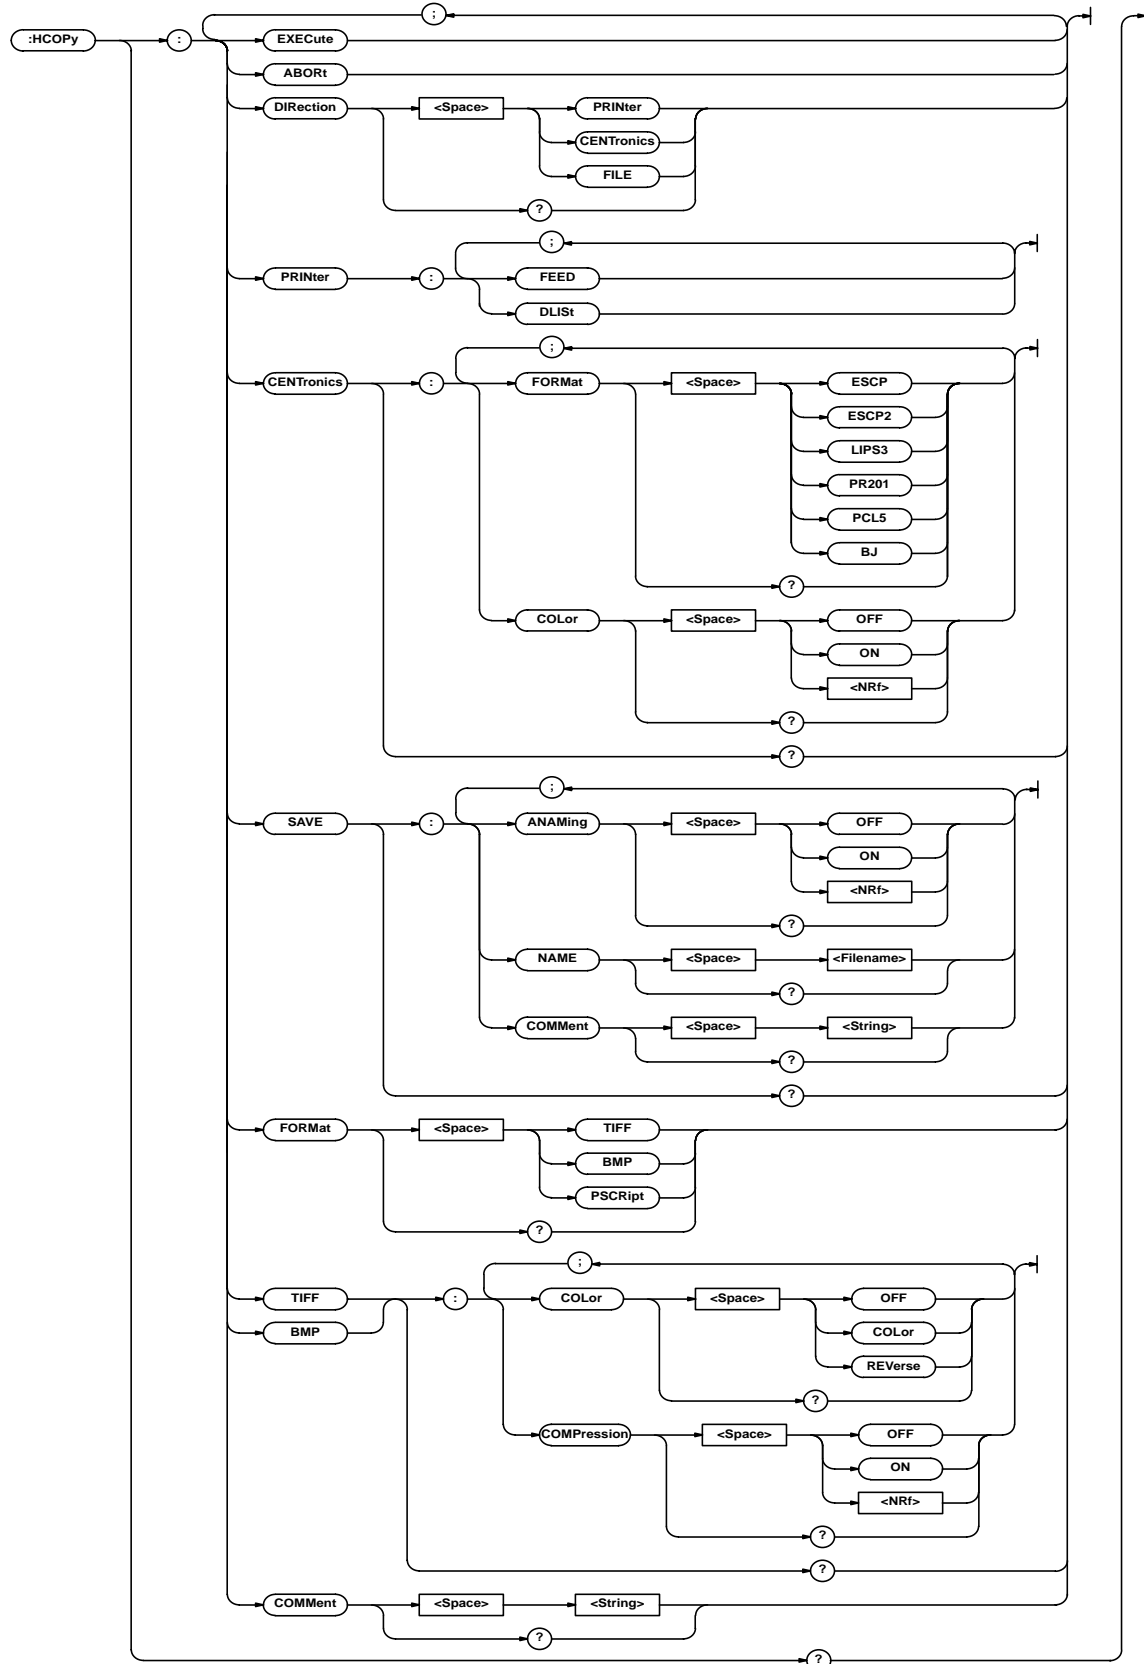 ;
:HCOPy : EXECute
ABORt
DIRection <Space> PRINter
CENTronics
FILE
?
;
PRINter : FEED
DLISt
;
CENTronics : FORMat <Space> ESCP
ESCP2
LIPS3
PR201
PCL5
BJ
?
COLor <Space> OFF
ON
<NRf>
?
?
;
SAVE : ANAMing <Space> OFF
ON
<NRf>
?
NAME <Space> <Filename>
?
COMMent <Space> <String>
?
?
FORMat <Space> TIFF
BMP
PSCRipt
?
;
TIFF : COLor <Space> OFF
BMP COLor
REVerse
?
COMPression <Space> OFF
ON
<NRf>
?
?
COMMent <Space> <String>
?
?